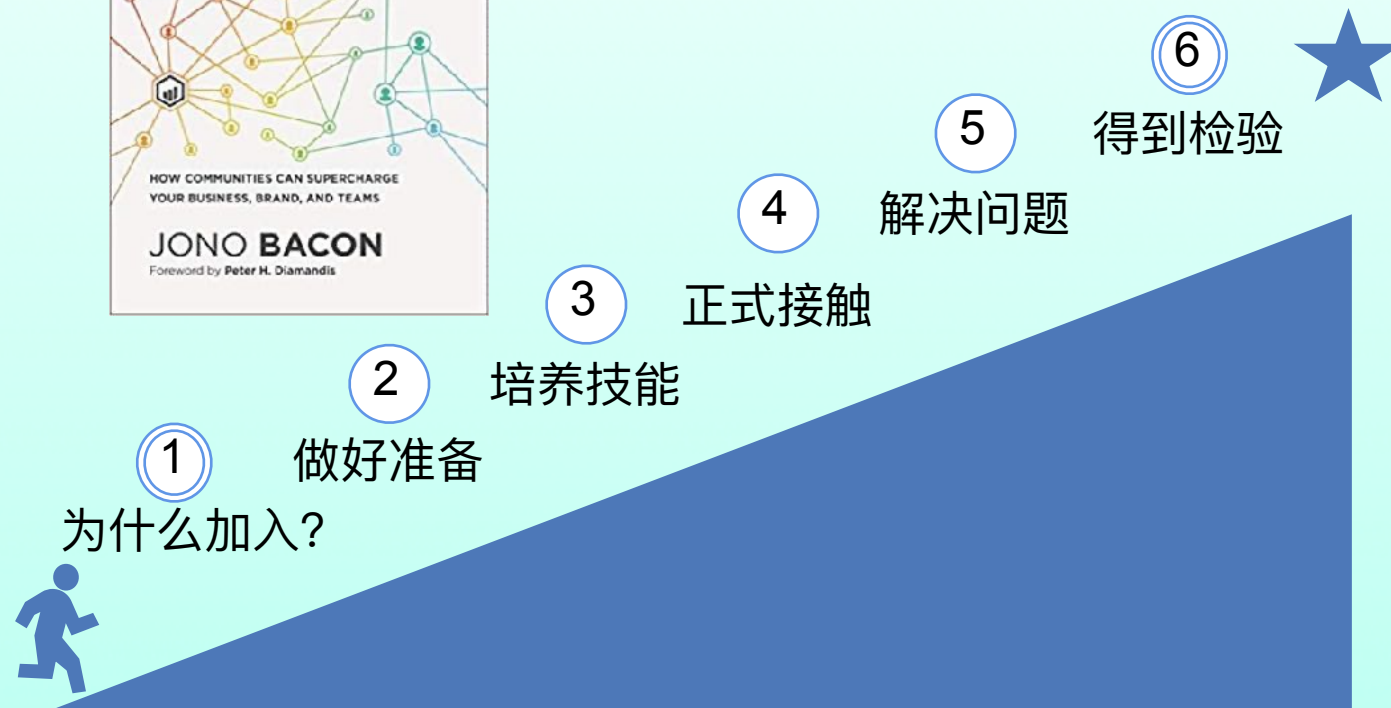 HOW COMMUNITIES CAN SUPERCHARGE
YOUR BUSINESS, BRAND, AND TEAMS
JONO BACON
Foreword by Peter H. Diamandis
1
为什么加入?
2
做好准备
3
培养技能
4
正式接触
5
解决问题
6
得到检验